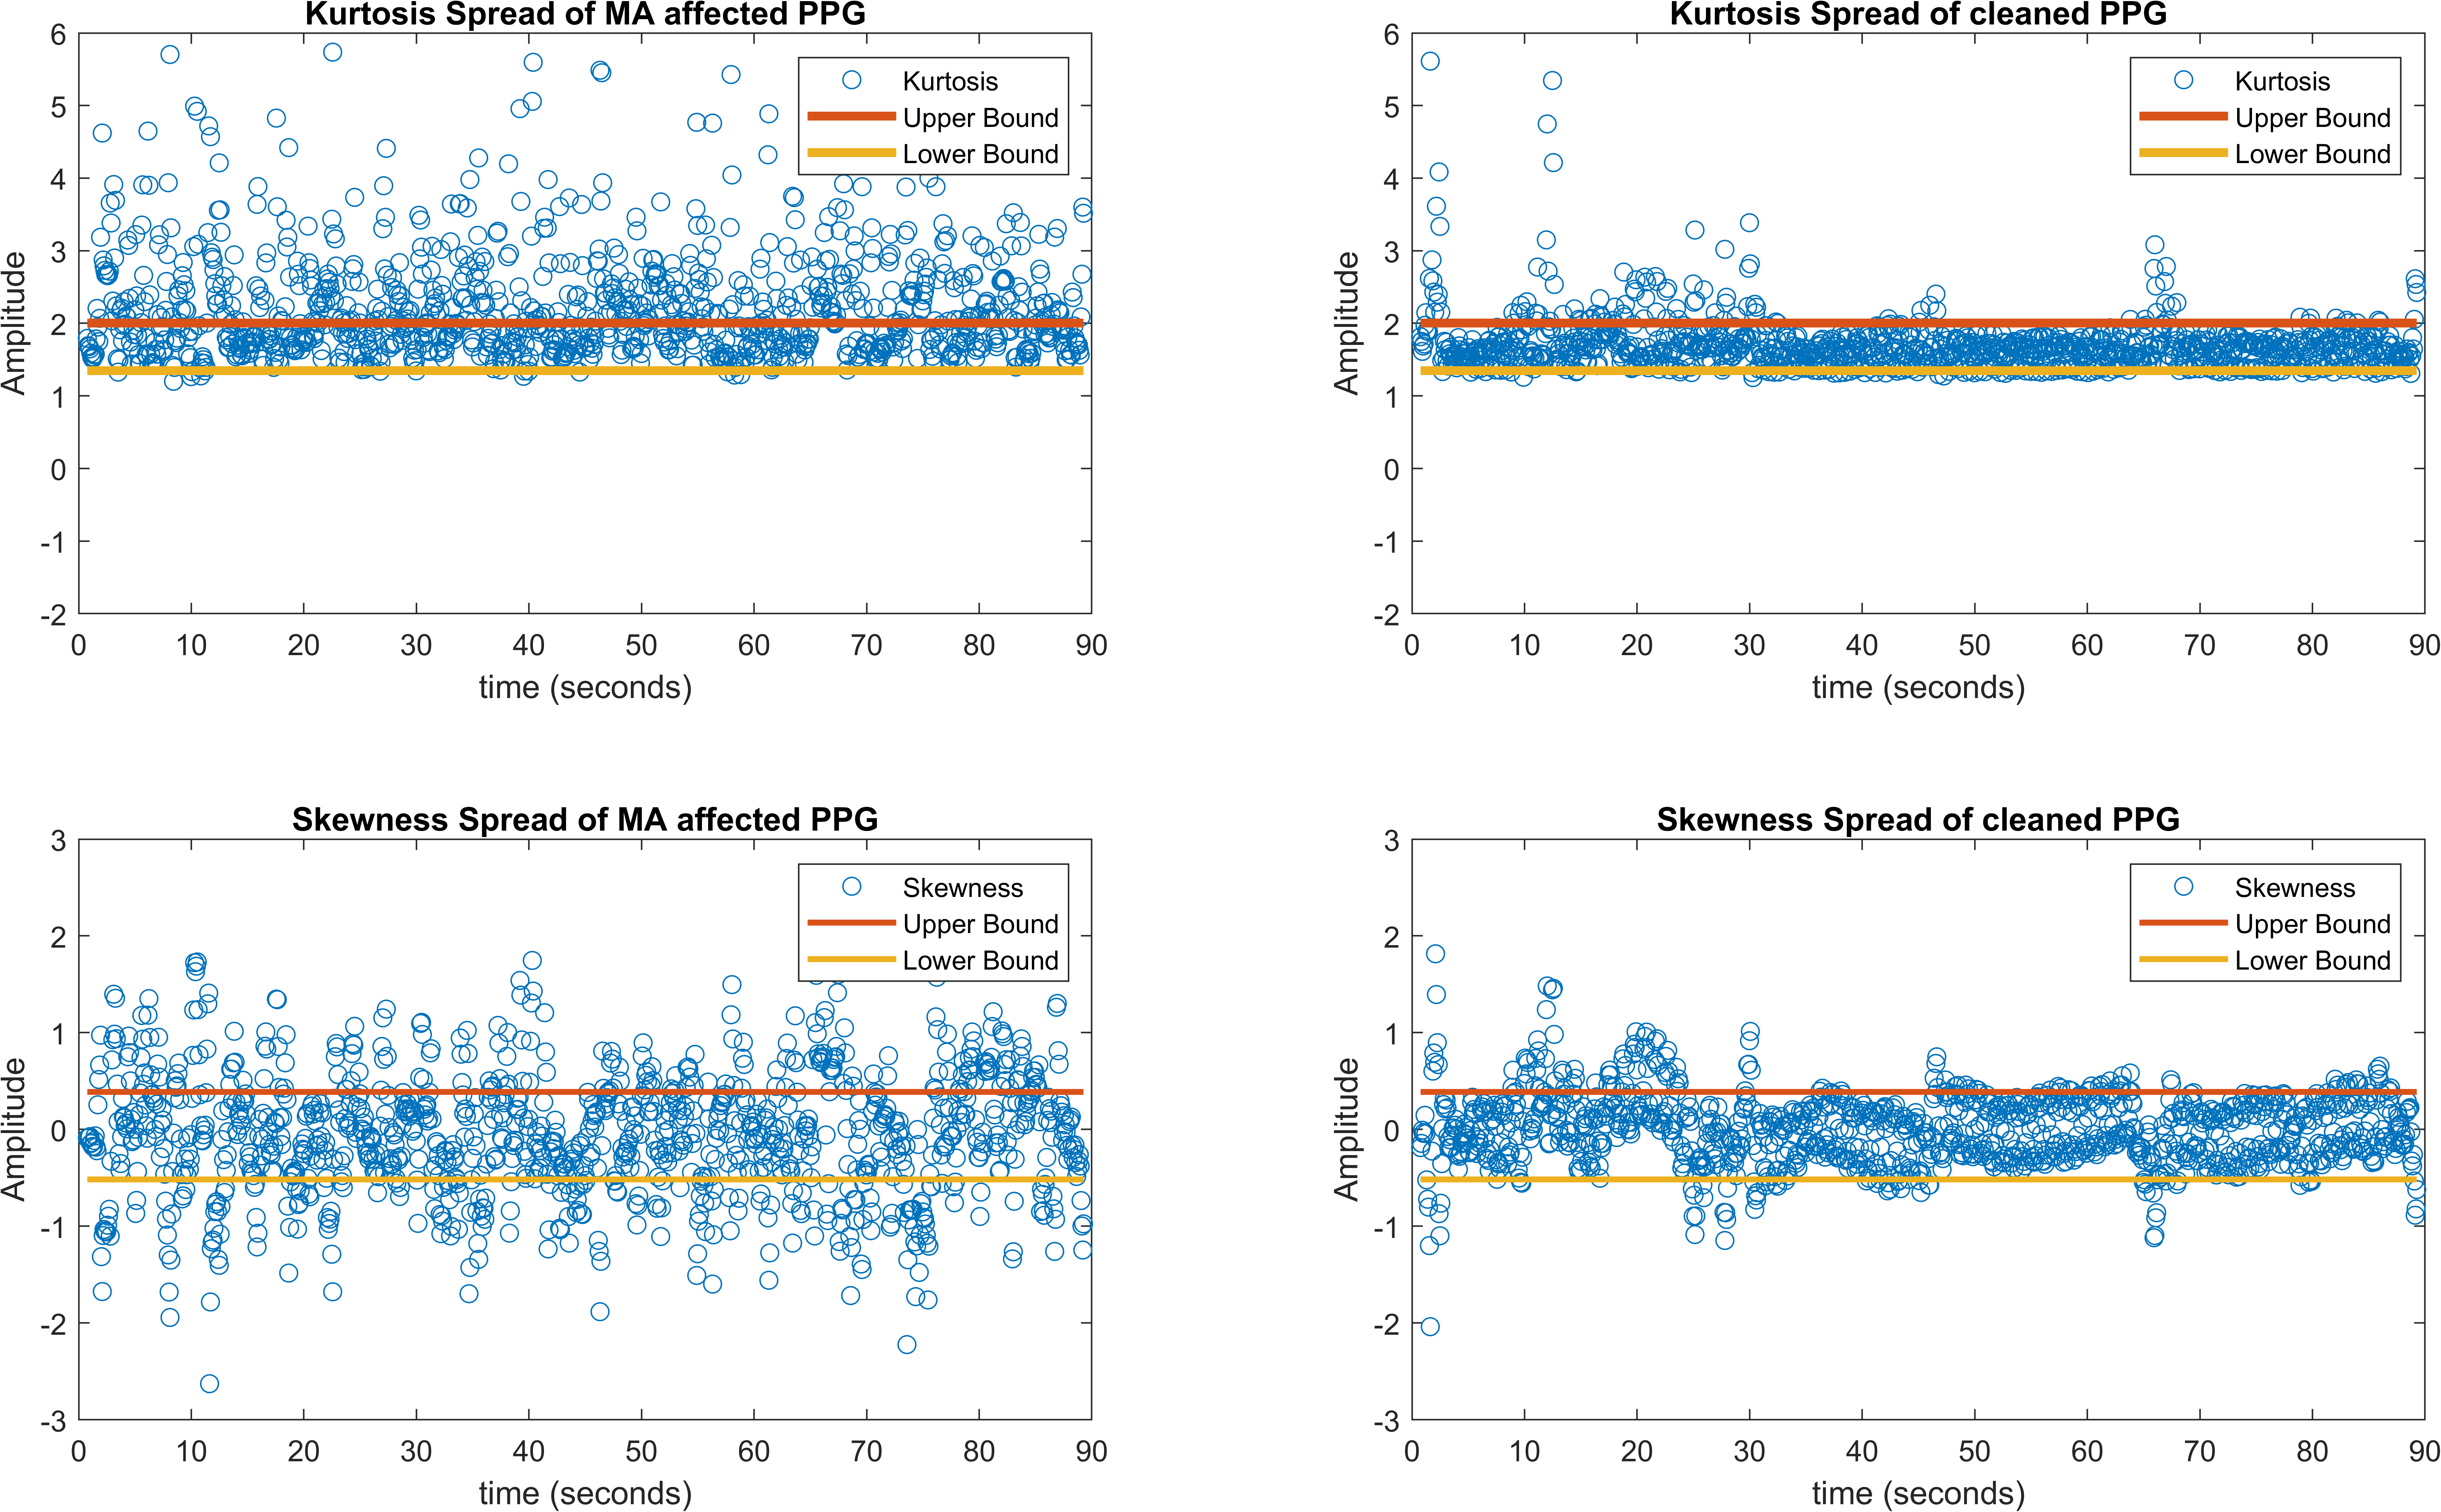 Kurtosis Spread of MA affected PPG
6
5
4
3
2
1
0
-1
-2
Amplitude
Kurtosis
Upper Bound
Lower Bound
0 10 20 30 40 50 60 70 80 90
time (seconds)
Kurtosis Spread of cleaned PPG
6
5
4
3
2
1
0
-1
-2
Amplitude
Kurtosis
Upper Bound
Lower Bound
0 10 20 30 40 50 60 70 80 90
time (seconds)
Skewness Spread of MA affected PPG
3
2
1
0
-1
-2
-3
Amplitude
Skewness
Upper Bound
Lower Bound
0 10 20 30 40 50 60 70 80 90
time (seconds)
Skewness Spread of cleaned PPG
3
2
1
0
-1
-2
-3
Amplitude
Skewness
Upper Bound
Lower Bound
0 10 20 30 40 50 60 70 80 90
time (seconds)